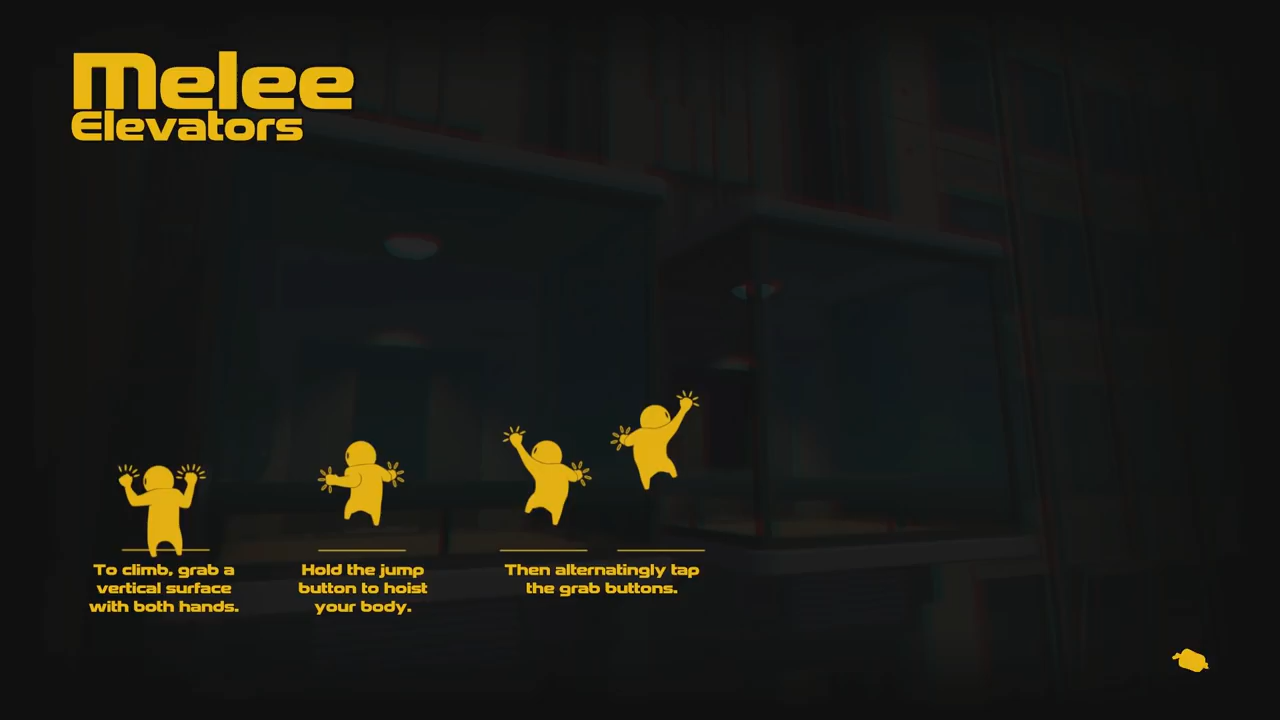 Melee
Elevators
To climb, grab a
vertical surface
with both hands.
Hold the jump
button to hoist
your body.
Then alternatingly tap
the grab buttons.